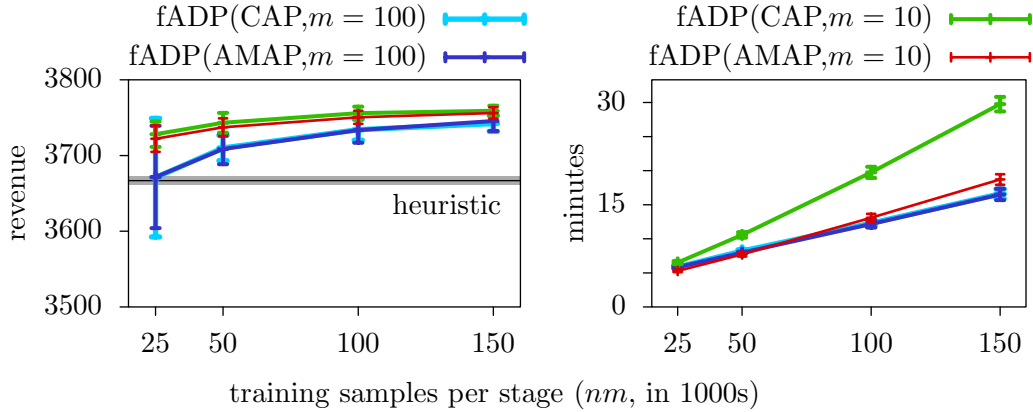 fADP(CAP,m = 100)
fADP(CAP,m = 10)
fADP(AMAP,m = 100)
fADP(AMAP,m = 10)
3800
3700
3600
3500
revenue
heuristic
25
50
100
150
30
15
0
minutes
25
50
100
150
training samples per stage (nm, in 1000s)